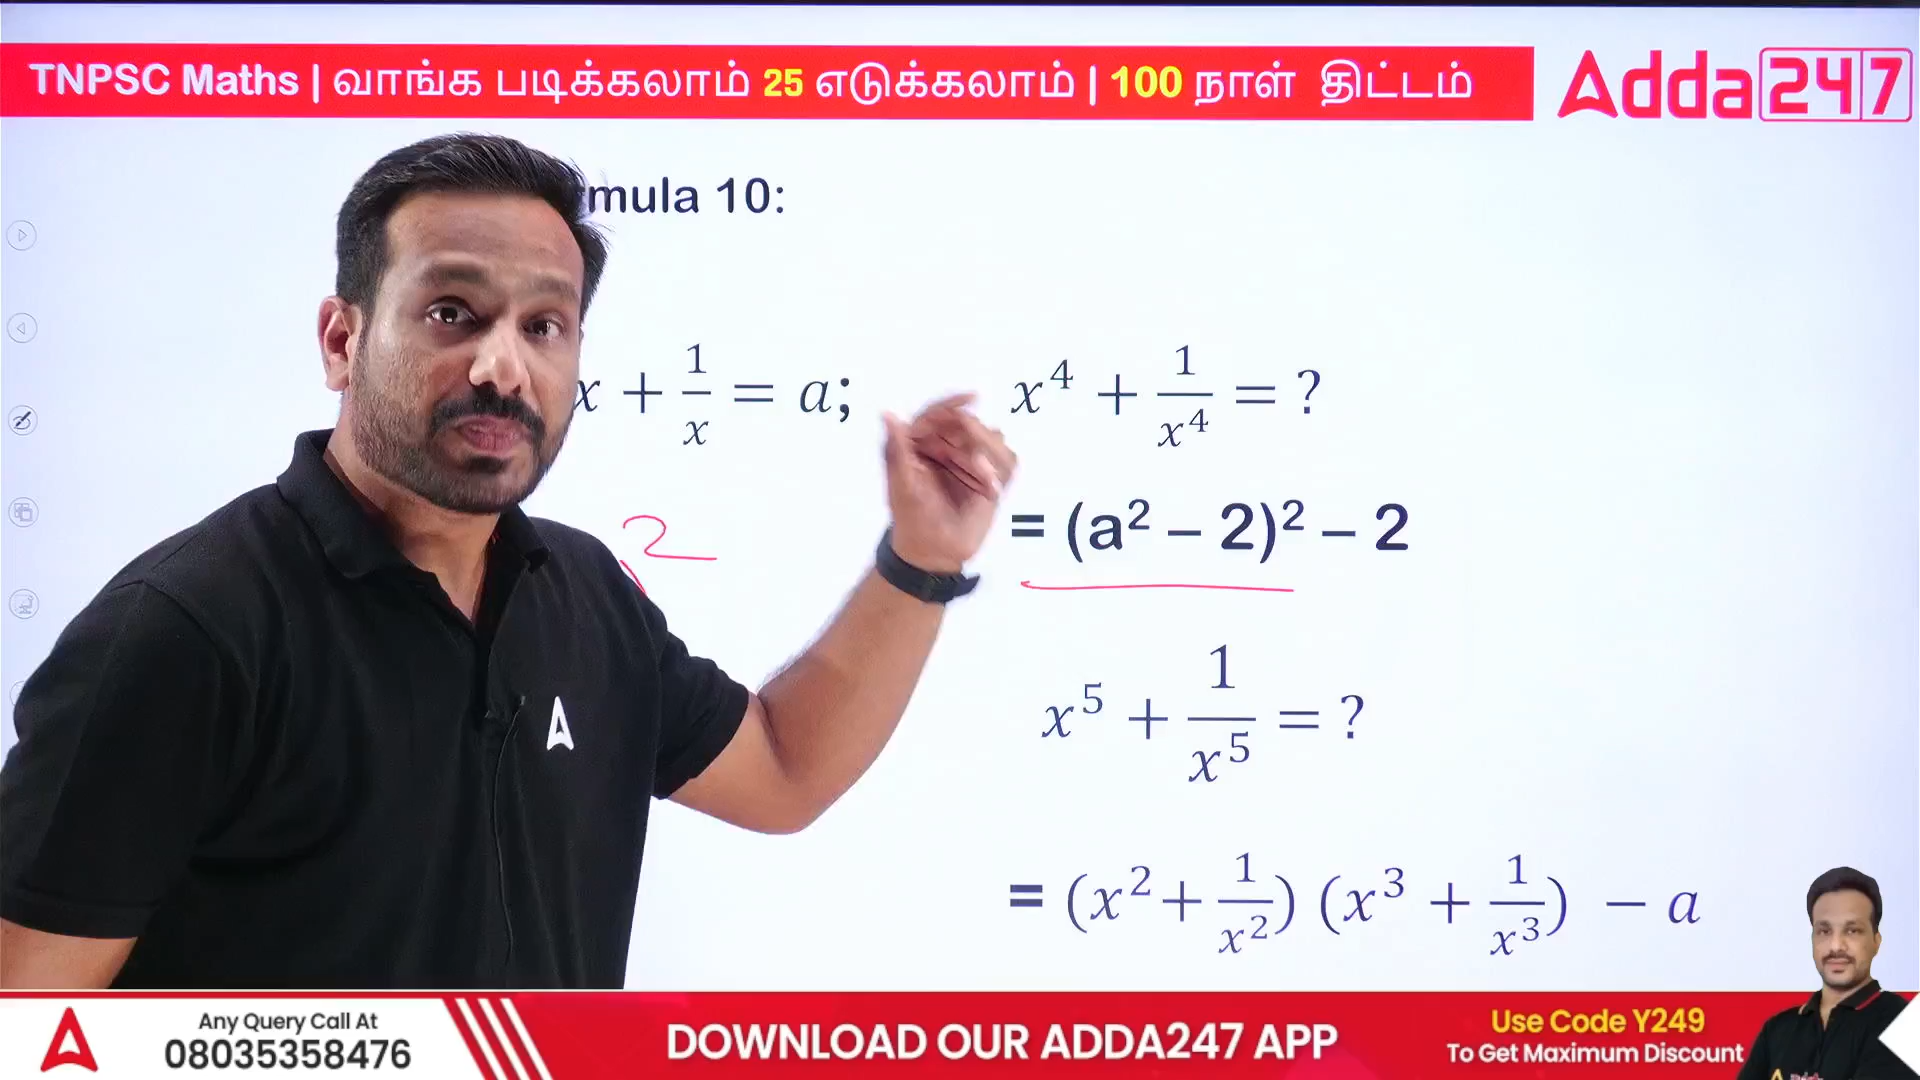 TNPSC Maths | வாங்க படிக்கலாம் 25 எடுக்கலாம் | 100 நாள் திட்டம்
Adda247
mula 10:
x + 1/x = a; x⁴ + 1/x⁴ = ?
2
= (a² – 2)² – 2
x⁵ + 1/x⁵ = ?
= (x² + 1/x²) (x³ + 1/x³) – a
Any Query Call At
08035358476
DOWNLOAD OUR ADDA247 APP
Use Code Y249
To Get Maximum Discount